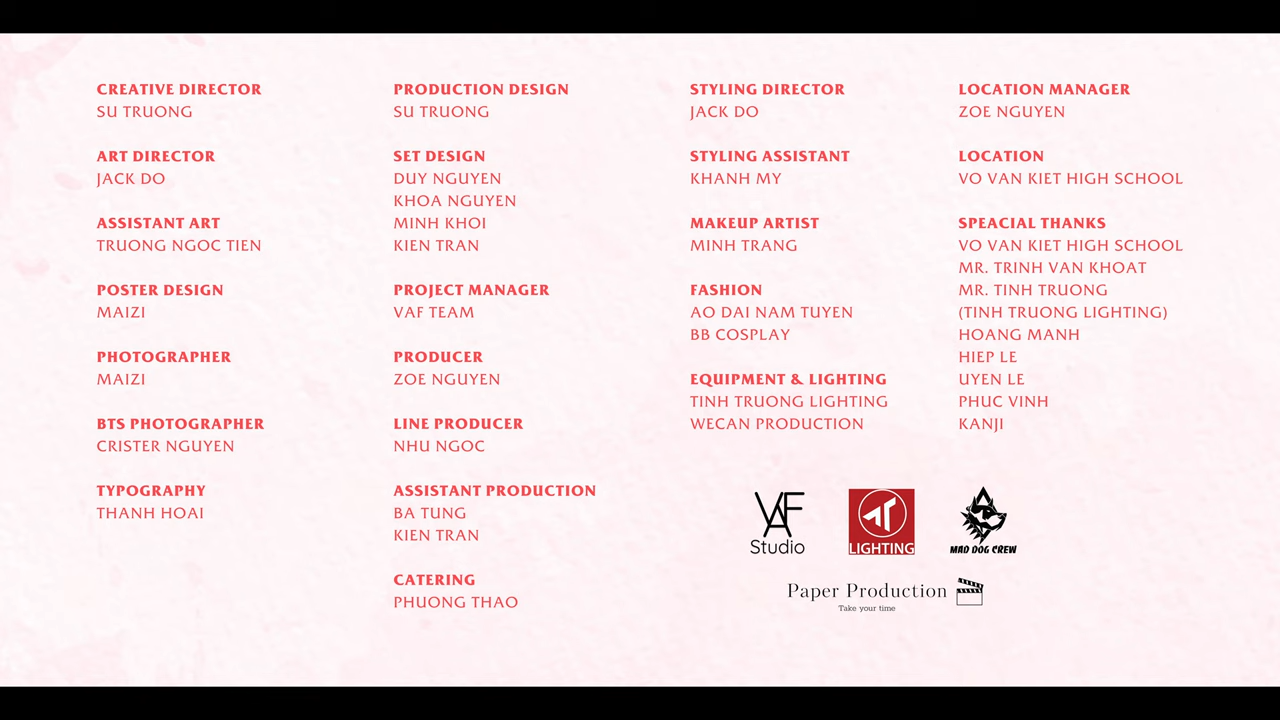 CREATIVE DIRECTOR
SU TRUONG
ART DIRECTOR
JACK DO
ASSISTANT ART
TRUONG NGOC TIEN
POSTER DESIGN
MAIZI
PHOTOGRAPHER
MAIZI
BTS PHOTOGRAPHER
CRISTER NGUYEN
TYPOGRAPHY
THANH HOAI
PRODUCTION DESIGN
SU TRUONG
SET DESIGN
DUY NGUYEN
KHOA NGUYEN
MINH KHOI
KIEN TRAN
PROJECT MANAGER
VAF TEAM
PRODUCER
ZOE NGUYEN
LINE PRODUCER
NHU NGOC
ASSISTANT PRODUCTION
BA TUNG
KIEN TRAN
CATERING
PHUONG THAO
STYLING DIRECTOR
JACK DO
STYLING ASSISTANT
KHANH MY
MAKEUP ARTIST
MINH TRANG
FASHION
AO DAI NAM TUYEN
BB COSPLAY
EQUIPMENT & LIGHTING
TINH TRUONG LIGHTING
WECAN PRODUCTION
LOCATION MANAGER
ZOE NGUYEN
LOCATION
VO VAN KIET HIGH SCHOOL
SPEACIAL THANKS
VO VAN KIET HIGH SCHOOL
MR. TRINH VAN KHOAT
MR. TINH TRUONG
(TINH TRUONG LIGHTING)
HOANG MANH
HIEP LE
UYEN LE
PHUC VINH
KANJI
VAF
Studio
LIGHTING
MAD DOG CREW
Paper Production
Take your time